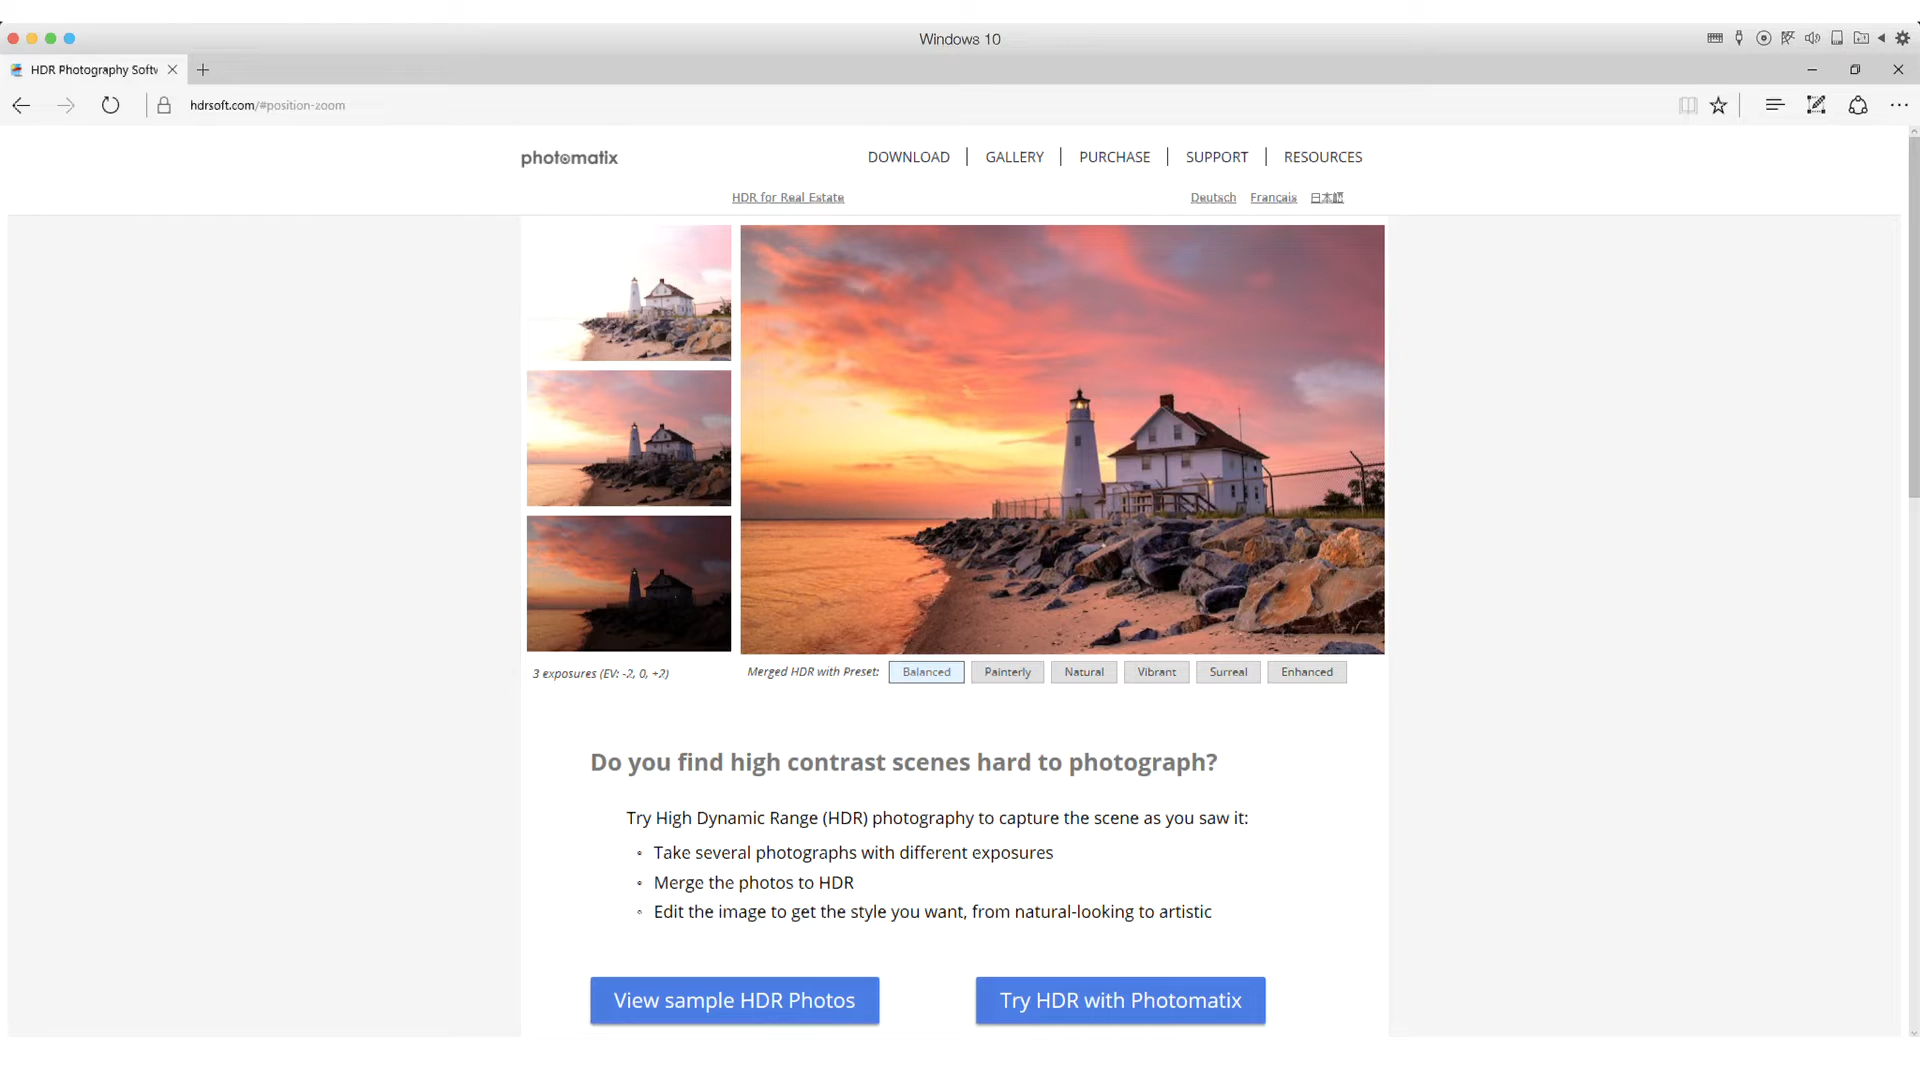 Windows 10
HDR Photography Softw
hdrsoft.com/#position-zoom
photomatix
DOWNLOAD | GALLERY | PURCHASE | SUPPORT | RESOURCES
HDR for Real Estate
Deutsch Francais 日本語
3 exposures (EV: -2, 0, +2)
Merged HDR with Preset: Balanced Painterly Natural Vibrant Surreal Enhanced
Do you find high contrast scenes hard to photograph?
Try High Dynamic Range (HDR) photography to capture the scene as you saw it:
Take several photographs with different exposures
Merge the photos to HDR
Edit the image to get the style you want, from natural-looking to artistic
View sample HDR Photos
Try HDR with Photomatix